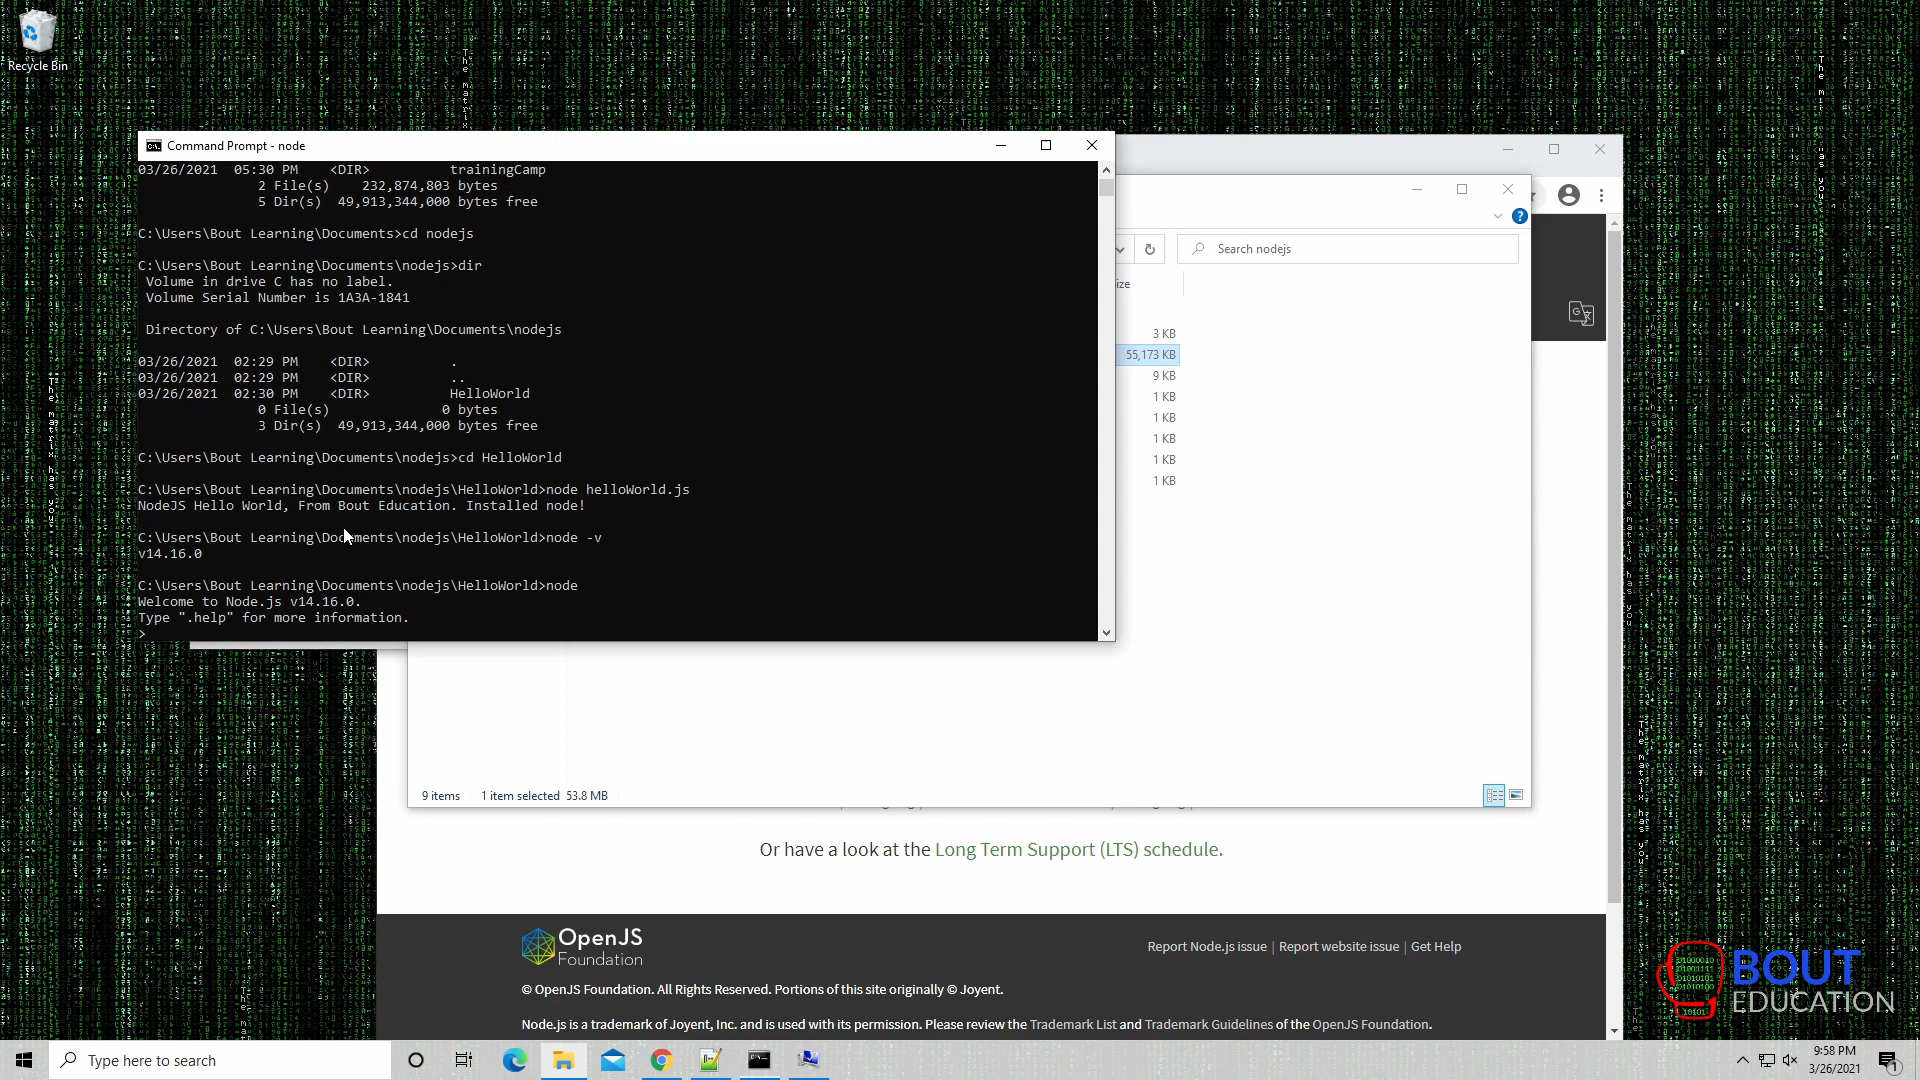 Recycle Bin
Command Prompt - node
03/26/2021  05:30 PM    <DIR>          trainingCamp
2 File(s)    232,874,803 bytes
5 Dir(s)  49,913,344,000 bytes free
C:\Users\Bout Learning\Documents>cd nodejs
C:\Users\Bout Learning\Documents\nodejs>dir
Volume in drive C has no label.
Volume Serial Number is 1A3A-1841
Directory of C:\Users\Bout Learning\Documents\nodejs
03/26/2021  02:29 PM    <DIR>          .
03/26/2021  02:29 PM    <DIR>          ..
03/26/2021  02:30 PM    <DIR>          HelloWorld
0 File(s)              0 bytes
3 Dir(s)  49,913,344,000 bytes free
C:\Users\Bout Learning\Documents\nodejs>cd HelloWorld
C:\Users\Bout Learning\Documents\nodejs\HelloWorld>node helloWorld.js
NodeJS Hello World, From Bout Education. Installed node!
C:\Users\Bout Learning\Documents\nodejs\HelloWorld>node -v
v14.16.0
C:\Users\Bout Learning\Documents\nodejs\HelloWorld>node
Welcome to Node.js v14.16.0.
Type ".help" for more information.
>
Search nodejs
ize
3 KB
55,173 KB
9 KB
1 KB
1 KB
1 KB
1 KB
1 KB
9 items
1 item selected  53.8 MB
Or have a look at the Long Term Support (LTS) schedule.
OpenJS
Foundation
Report Node.js issue | Report website issue | Get Help
© OpenJS Foundation. All Rights Reserved. Portions of this site originally © Joyent.
Node.js is a trademark of Joyent, Inc. and is used with its permission. Please review the Trademark List and Trademark Guidelines of the OpenJS Foundation.
BOUT
EDUCATION
Type here to search
9:58 PM
3/26/2021
1